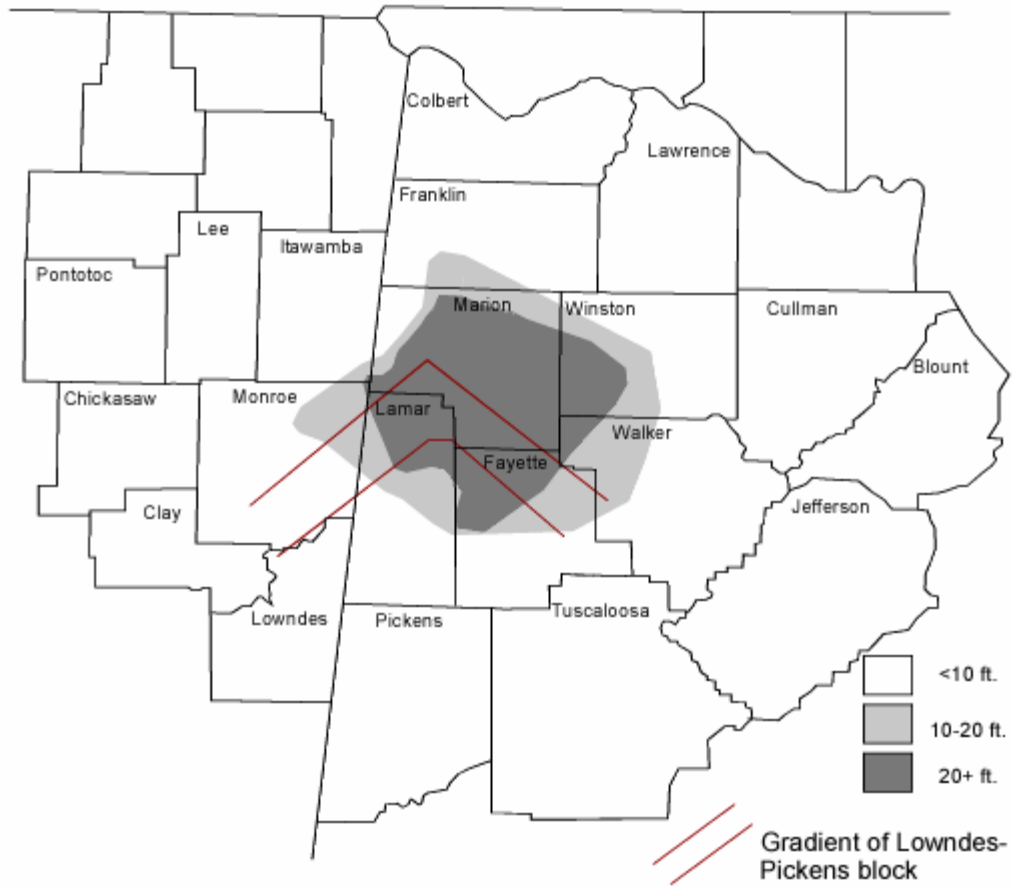 Colbert
Lawrence
Franklin
Lee
Itawamba
Pontotoc
Marion
Winston
Cullman
Blount
Chickasaw
Monroe
Lamar
Walker
Fayette
Clay
Jefferson
Lowndes
Pickens
Tuscaloosa
<10 ft.
10-20 ft.
20+ ft.
Gradient of Lowndes-
Pickens block